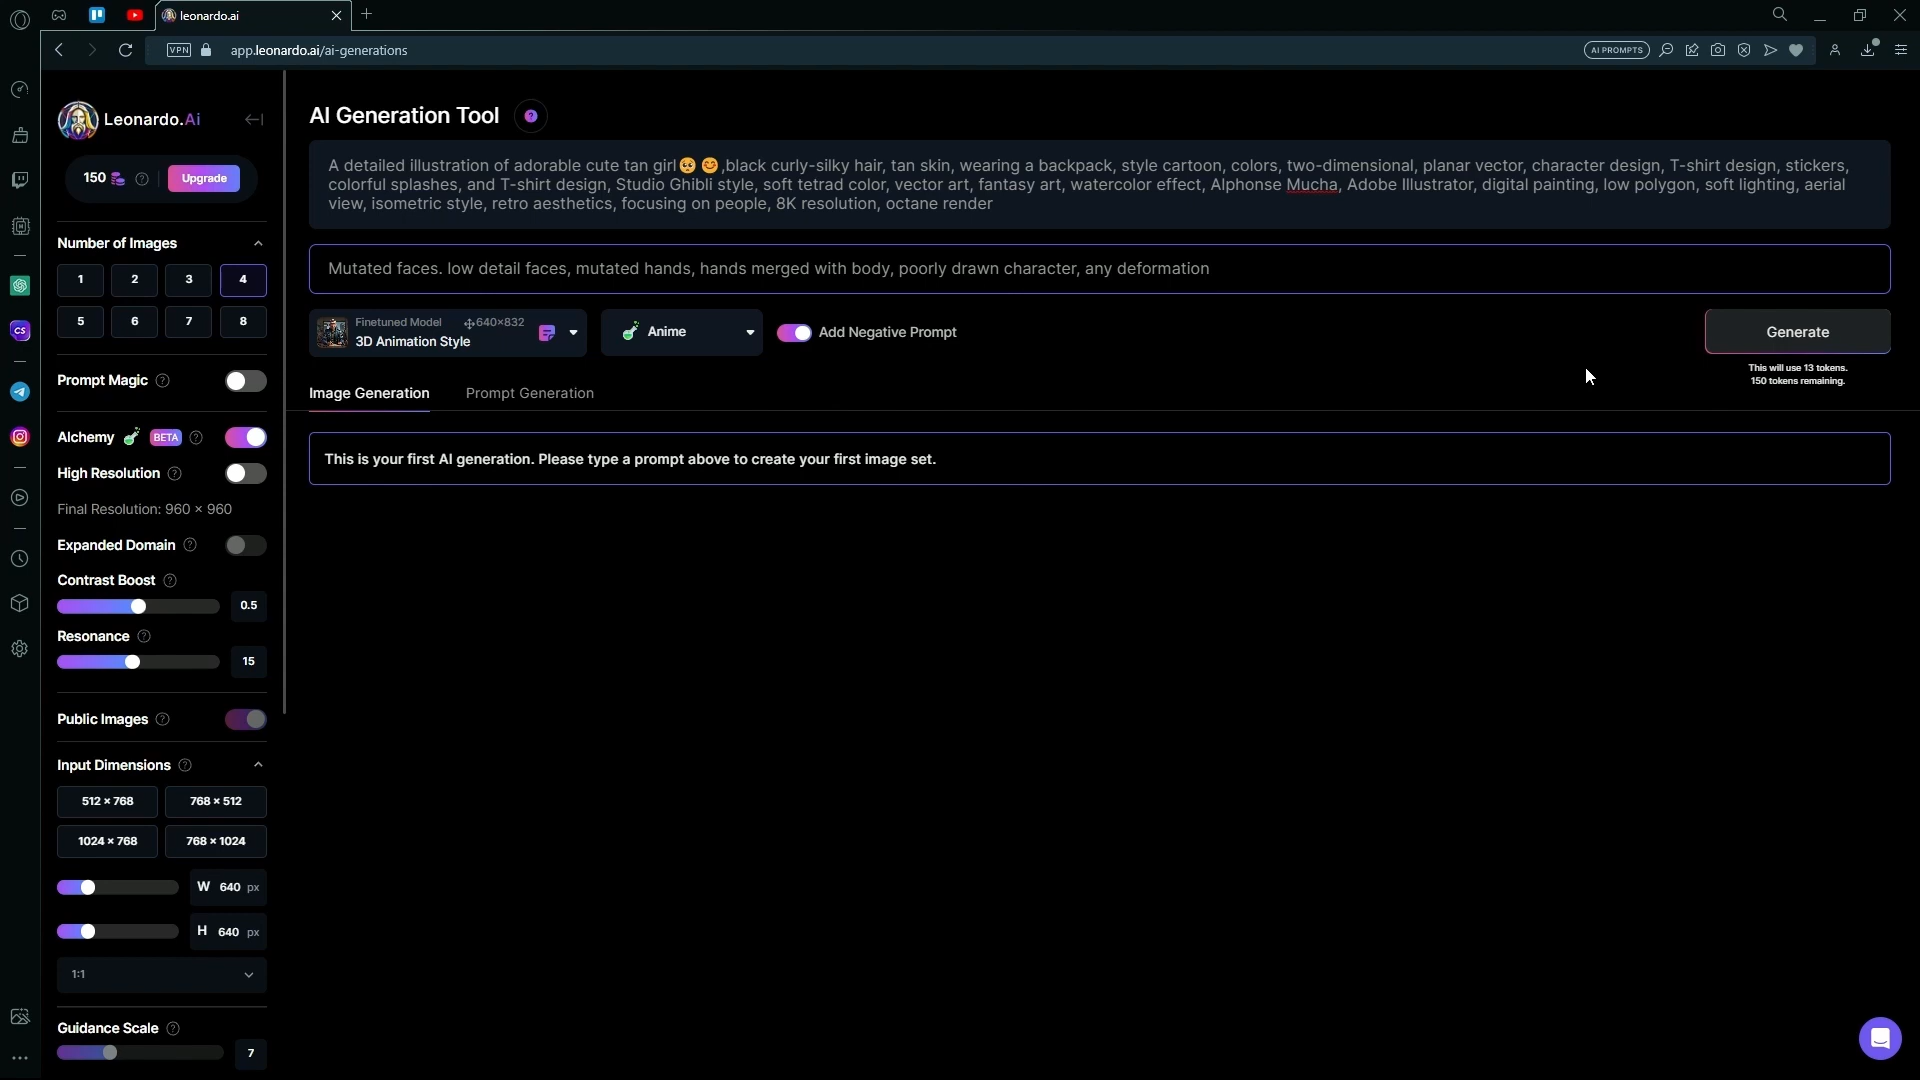 leonardo.ai
VPN
app.leonardo.ai/ai-generations
AI PROMPTS
Leonardo.Ai
150
Upgrade
Number of Images
1 2 3 4
5 6 7 8
Prompt Magic
Alchemy BETA
High Resolution
Final Resolution: 960 × 960
Expanded Domain
Contrast Boost
0.5
Resonance
15
Public Images
Input Dimensions
512 × 768 768 × 512
1024 × 768 768 × 1024
W 640 px
H 640 px
1:1
Guidance Scale
7
CS
AI Generation Tool
A detailed illustration of adorable cute tan girl🥺 😊,black curly-silky hair, tan skin, wearing a backpack, style cartoon, colors, two-dimensional, planar vector, character design, T-shirt design, stickers,
colorful splashes, and T-shirt design, Studio Ghibli style, soft tetrad color, vector art, fantasy art, watercolor effect, Alphonse Mucha, Adobe Illustrator, digital painting, low polygon, soft lighting, aerial
view, isometric style, retro aesthetics, focusing on people, 8K resolution, octane render
Mutated faces. low detail faces, mutated hands, hands merged with body, poorly drawn character, any deformation
Finetuned Model 640×832
3D Animation Style
Anime
Add Negative Prompt
Generate
This will use 13 tokens.
150 tokens remaining.
Image Generation Prompt Generation
This is your first AI generation. Please type a prompt above to create your first image set.